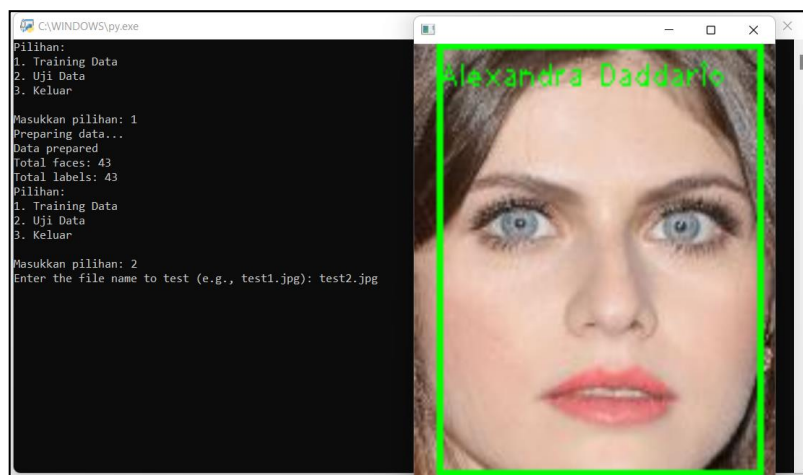 C:\WINDOWS\py.exe
Pilihan:
1. Training Data
2. Uji Data
3. Keluar
Masukkan pilihan: 1
Preparing data...
Data prepared
Total faces: 43
Total labels: 43
Pilihan:
1. Training Data
2. Uji Data
3. Keluar
Masukkan pilihan: 2
Enter the file name to test (e.g., test1.jpg): test2.jpg
Alexandra Daddario